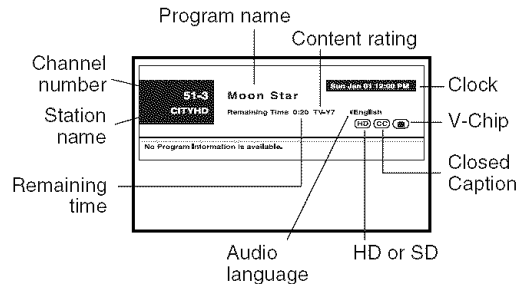 Program name
Content rating
Channel
number
51-3
Moon Star
Sun Jan 01 12:00 PM
Clock
Station
name
CITYHD
Remaining Time 0:20 TV-Y7
English
HD CC
V-Chip
No Program Information is available.
Closed
Caption
Remaining
time
Audio
language
HD or SD